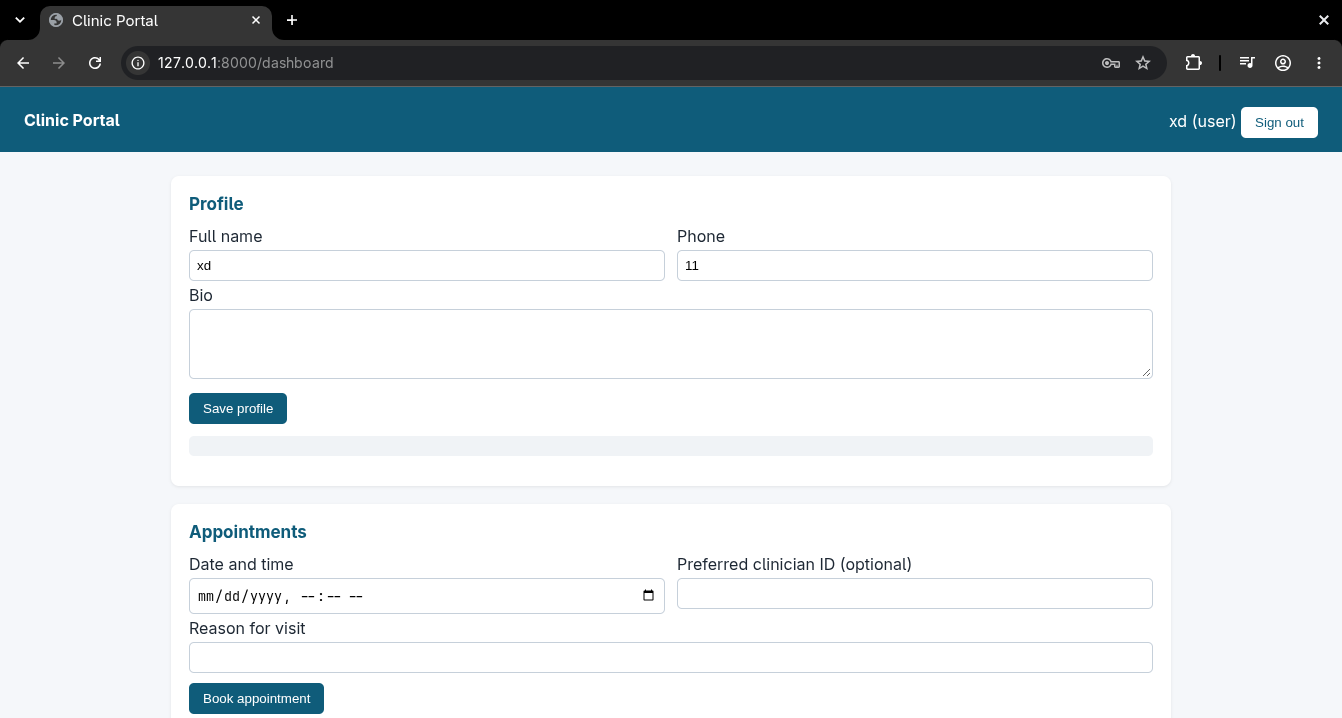 Clinic Portal
127.0.0.1:8000/dashboard
Clinic Portal
xd (user) Sign out
Profile
Full name Phone
xd 11
Bio
Save profile
Appointments
Date and time Preferred clinician ID (optional)
mm/dd/yyyy, --:-- --
Reason for visit
Book appointment